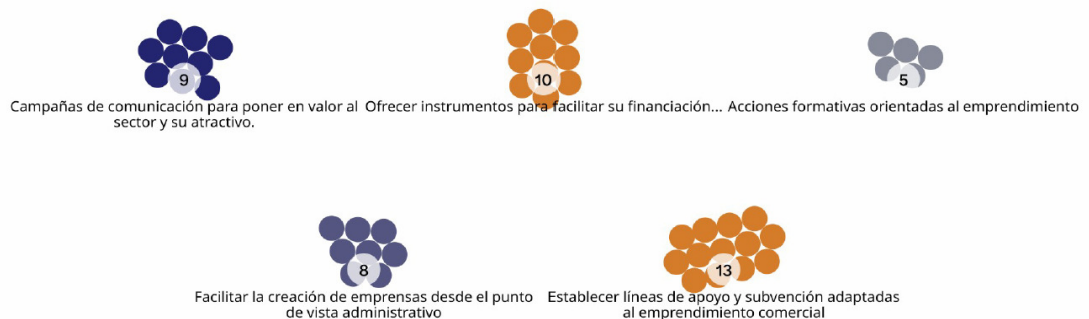 9
Campañas de comunicación para poner en valor al
sector y su atractivo.
10
Ofrecer instrumentos para facilitar su financiación...
5
Acciones formativas orientadas al emprendimiento
8
Facilitar la creación de emprensas desde el punto
de vista administrativo
13
Establecer líneas de apoyo y subvención adaptadas
al emprendimiento comercial